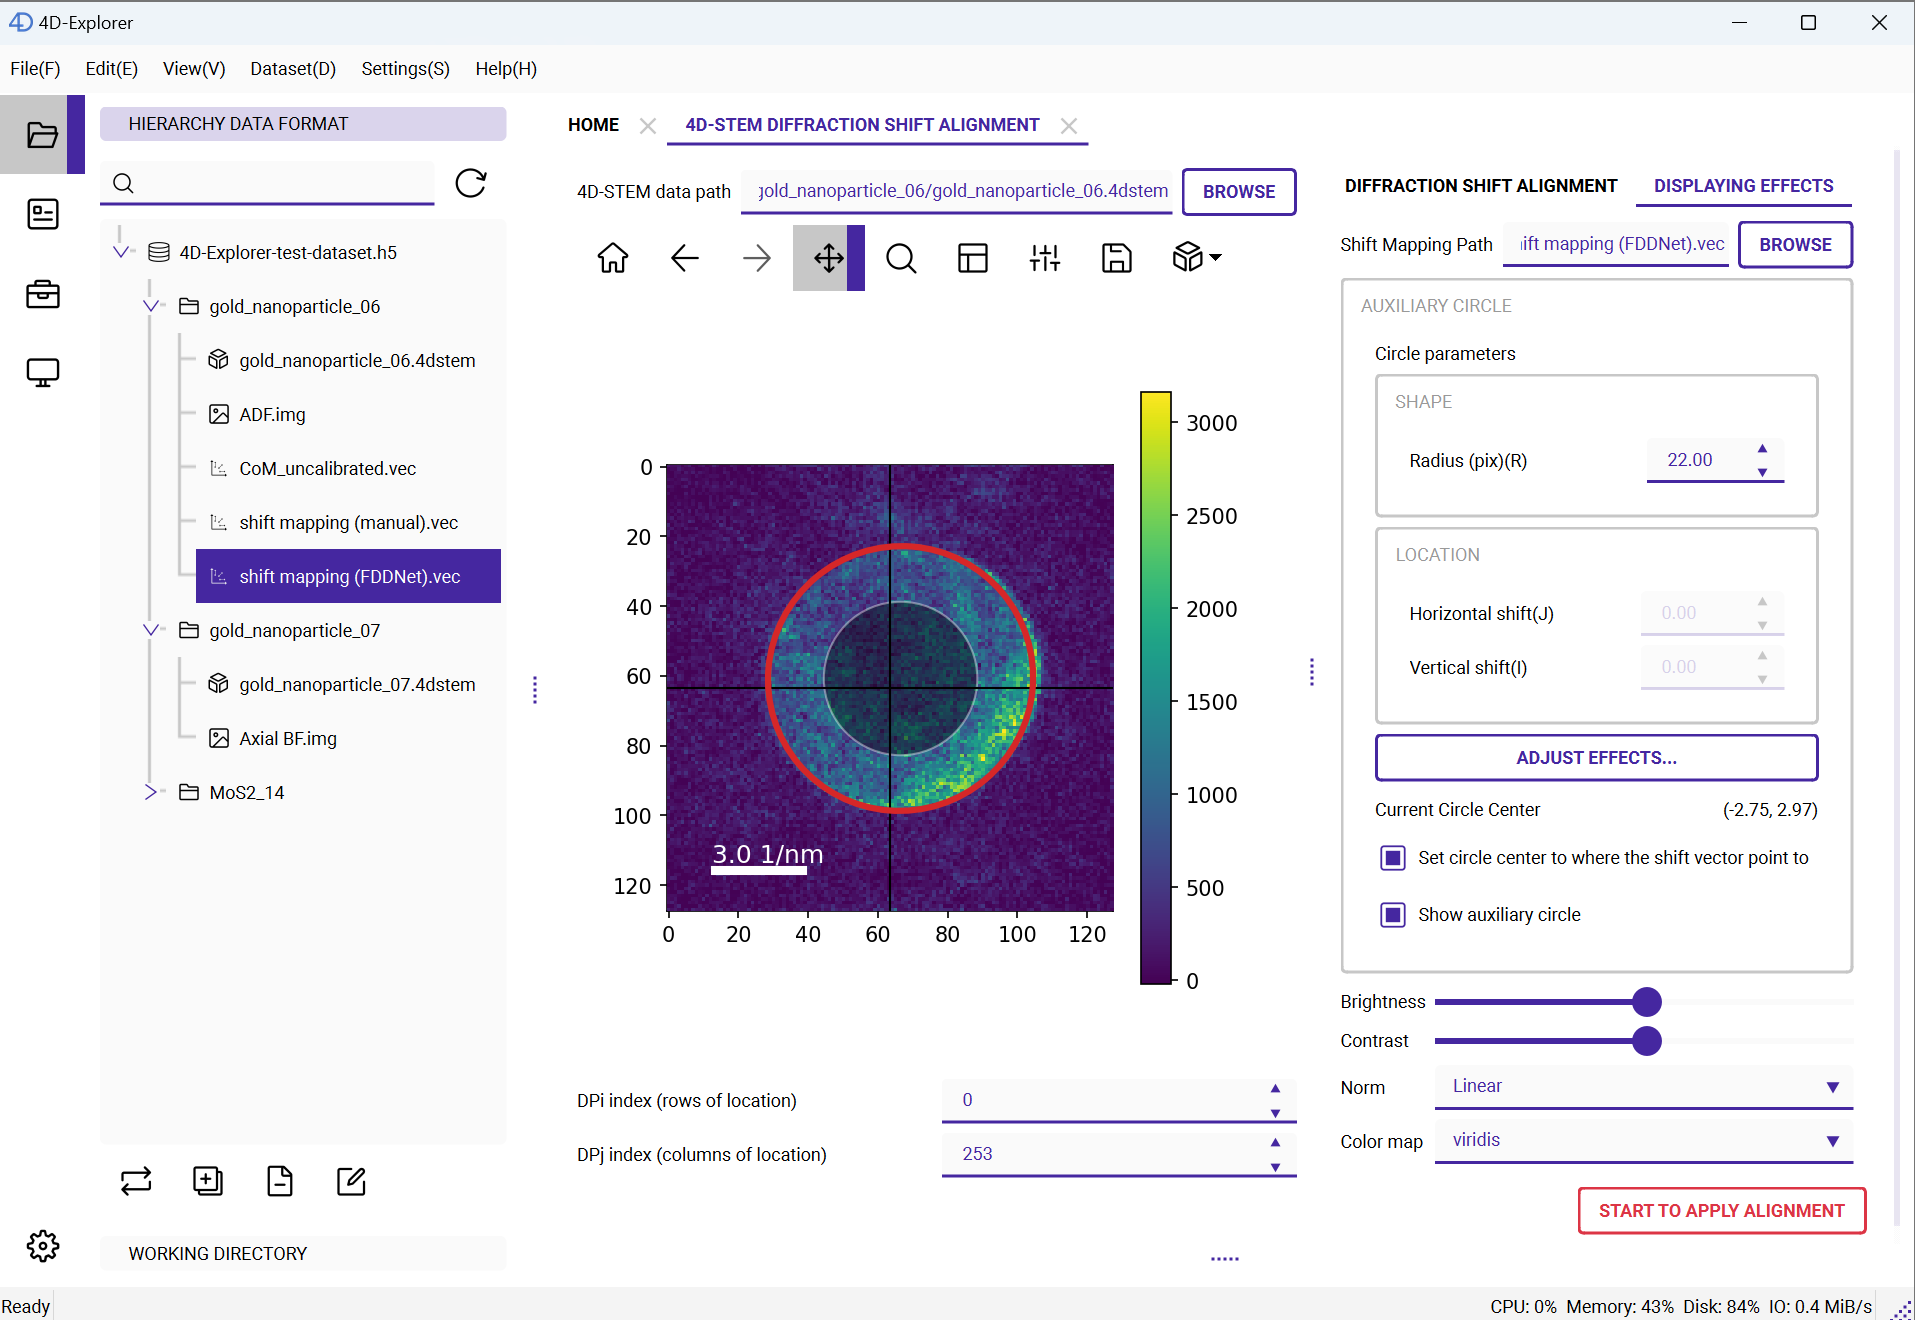 4D-Explorer
File(F) Edit(E) View(V) Dataset(D) Settings(S) Help(H)
HIERARCHY DATA FORMAT
4D-Explorer-test-dataset.h5
gold_nanoparticle_06
gold_nanoparticle_06.4dstem
ADF.img
CoM_uncalibrated.vec
shift mapping (manual).vec
shift mapping (FDDNet).vec
gold_nanoparticle_07
gold_nanoparticle_07.4dstem
Axial BF.img
MoS2_14
WORKING DIRECTORY
HOME
4D-STEM DIFFRACTION SHIFT ALIGNMENT
4D-STEM data path
gold_nanoparticle_06/gold_nanoparticle_06.4dstem
BROWSE
0
20
40
60
80
100
120
0 20 40 60 80 100 120
3.0 1/nm
3000
2500
2000
1500
1000
500
0
DPi index (rows of location) 0
DPj index (columns of location) 253
DIFFRACTION SHIFT ALIGNMENT
DISPLAYING EFFECTS
Shift Mapping Path
ift mapping (FDDNet).vec
BROWSE
AUXILIARY CIRCLE
Circle parameters
SHAPE
Radius (pix)(R) 22.00
LOCATION
Horizontal shift(J) 0.00
Vertical shift(I) 0.00
ADJUST EFFECTS...
Current Circle Center (-2.75, 2.97)
Set circle center to where the shift vector point to
Show auxiliary circle
Brightness
Contrast
Norm Linear
Color map viridis
START TO APPLY ALIGNMENT
Ready
CPU: 0% Memory: 43% Disk: 84% IO: 0.4 MiB/s